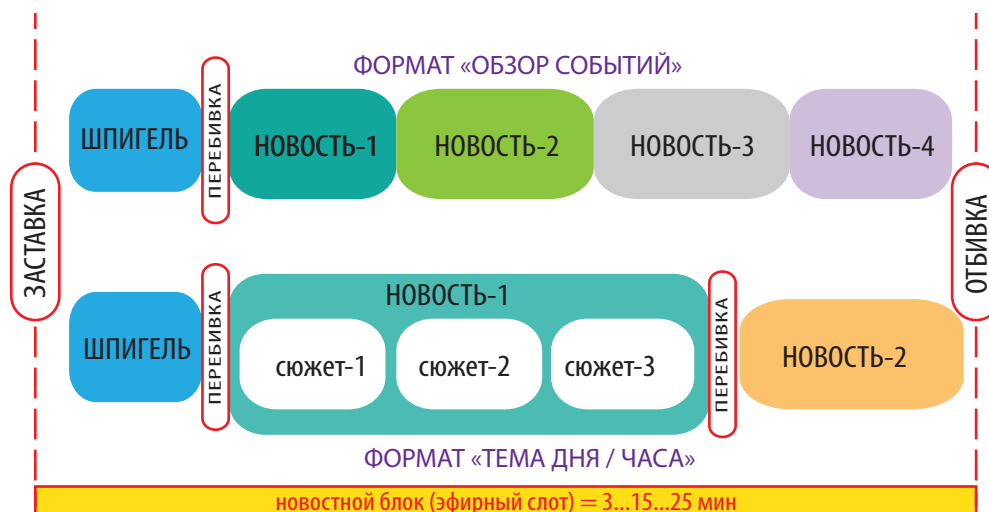 ФОРМАТ «ОБЗОР СОБЫТИЙ»
ЗАСТАВКА
ШПИГЕЛЬ
ПЕРЕБИВКА
НОВОСТЬ-1
НОВОСТЬ-2
НОВОСТЬ-3
НОВОСТЬ-4
ОТБИВКА
ШПИГЕЛЬ
ПЕРЕБИВКА
НОВОСТЬ-1
сюжет-1
сюжет-2
сюжет-3
ПЕРЕБИВКА
НОВОСТЬ-2
ФОРМАТ «ТЕМА ДНЯ / ЧАСА»
новостной блок (эфирный слот) = 3...15...25 мин